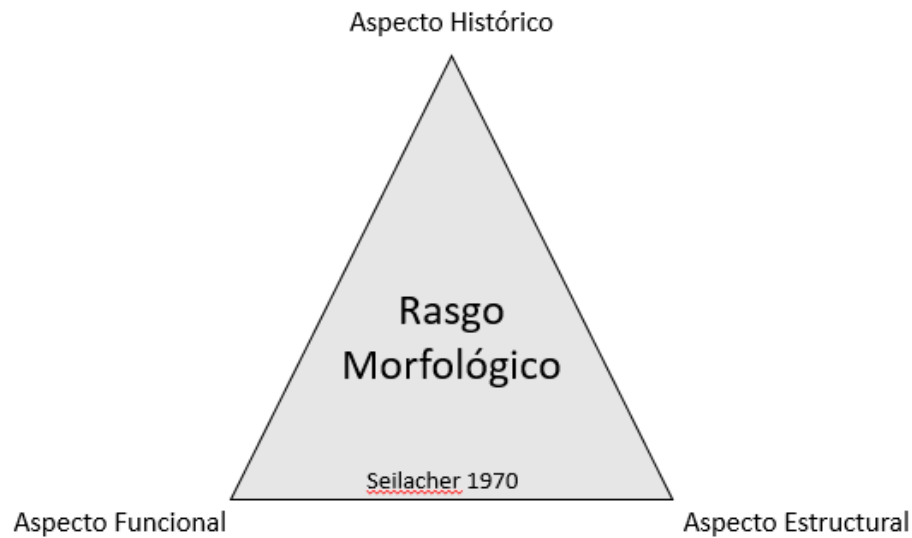 Aspecto Histórico
Rasgo
Morfológico
Seilacher 1970
Aspecto Funcional
Aspecto Estructural